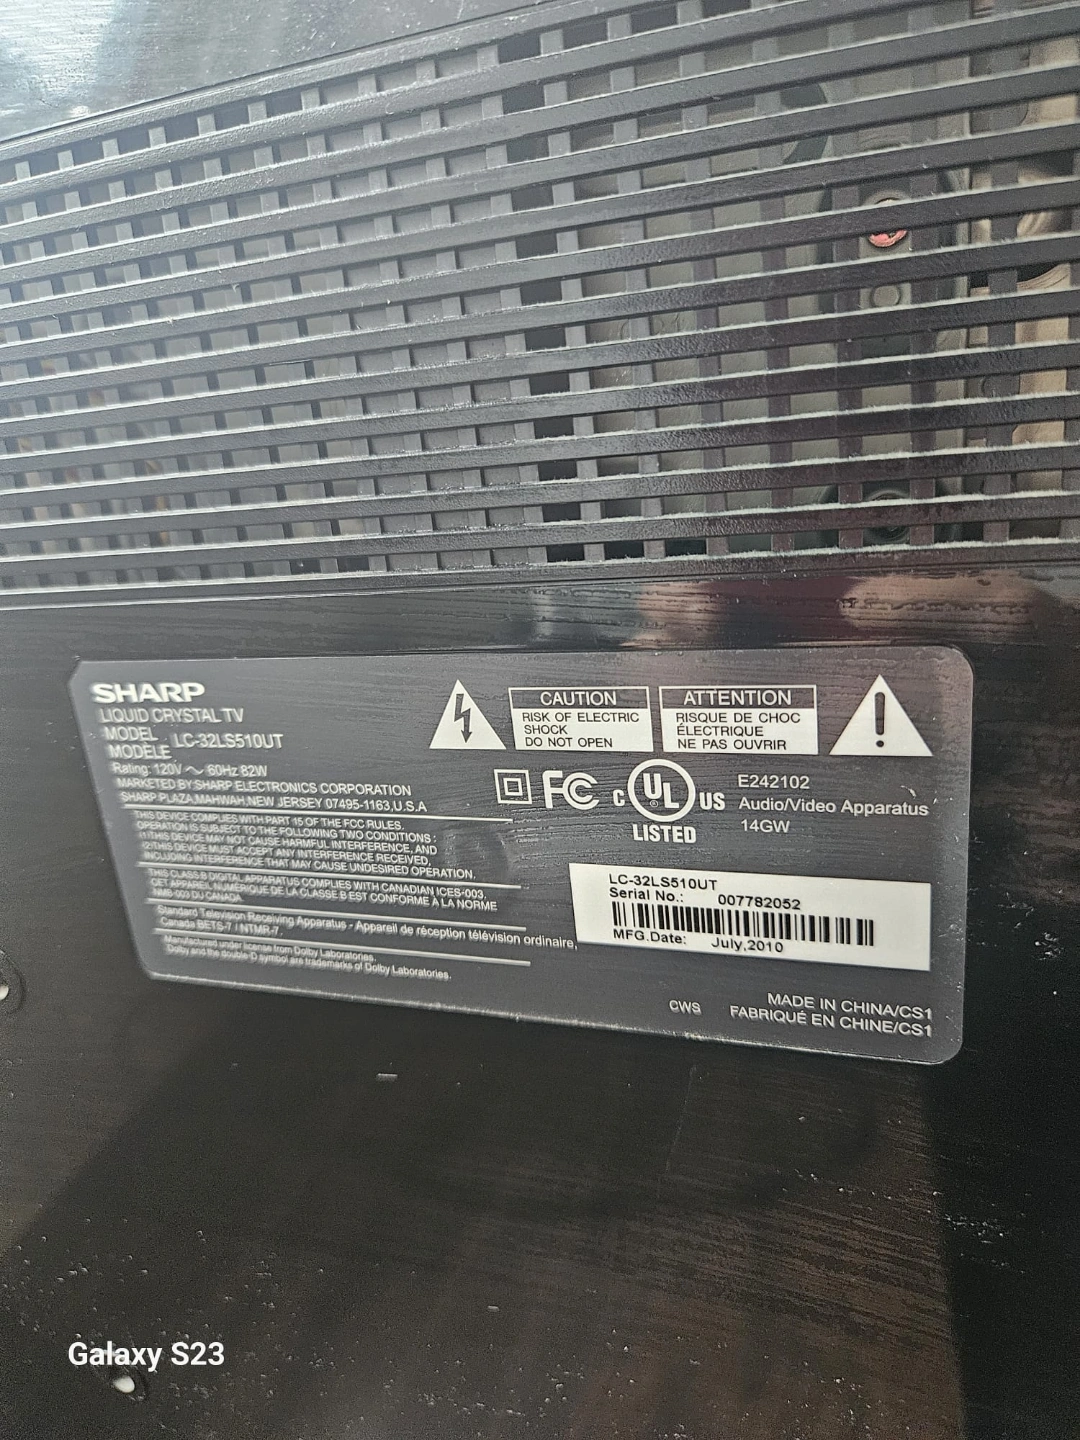 SHARP
LIQUID CRYSTAL TV
MODEL
MODÈLE LC-32LS510UT
Rating: 120V ~ 60Hz 82W
MARKETED BY:SHARP ELECTRONICS CORPORATION
SHARP PLAZA,MAHWAH,NEW JERSEY 07495-1163,U.S.A
THIS DEVICE COMPLIES WITH PART 15 OF THE FCC RULES.
OPERATION IS SUBJECT TO THE FOLLOWING TWO CONDITIONS :
(1)THIS DEVICE MAY NOT CAUSE HARMFUL INTERFERENCE, AND
(2)THIS DEVICE MUST ACCEPT ANY INTERFERENCE RECEIVED,
INCLUDING INTERFERENCE THAT MAY CAUSE UNDESIRED OPERATION.
THIS CLASS B DIGITAL APPARATUS COMPLIES WITH CANADIAN ICES-003,
CET APPAREIL NUMÉRIQUE DE LA CLASSE B EST CONFORME À LA NORME
NMB-003 DU CANADA.
Standard Television Receiving Apparatus - Appareil de réception télévision ordinaire,
Canada BETS-7 / NTMR-7.
Manufactured under license from Dolby Laboratories.
Dolby and the double-D symbol are trademarks of Dolby Laboratories.
CAUTION
RISK OF ELECTRIC
SHOCK
DO NOT OPEN
ATTENTION
RISQUE DE CHOC
ÉLECTRIQUE
NE PAS OUVRIR
FC C UL US
LISTED
E242102
Audio/Video Apparatus
14GW
LC-32LS510UT
Serial No.: 007782052
MFG.Date: July,2010
CWS
MADE IN CHINA/CS1
FABRIQUÉ EN CHINE/CS1
Galaxy S23